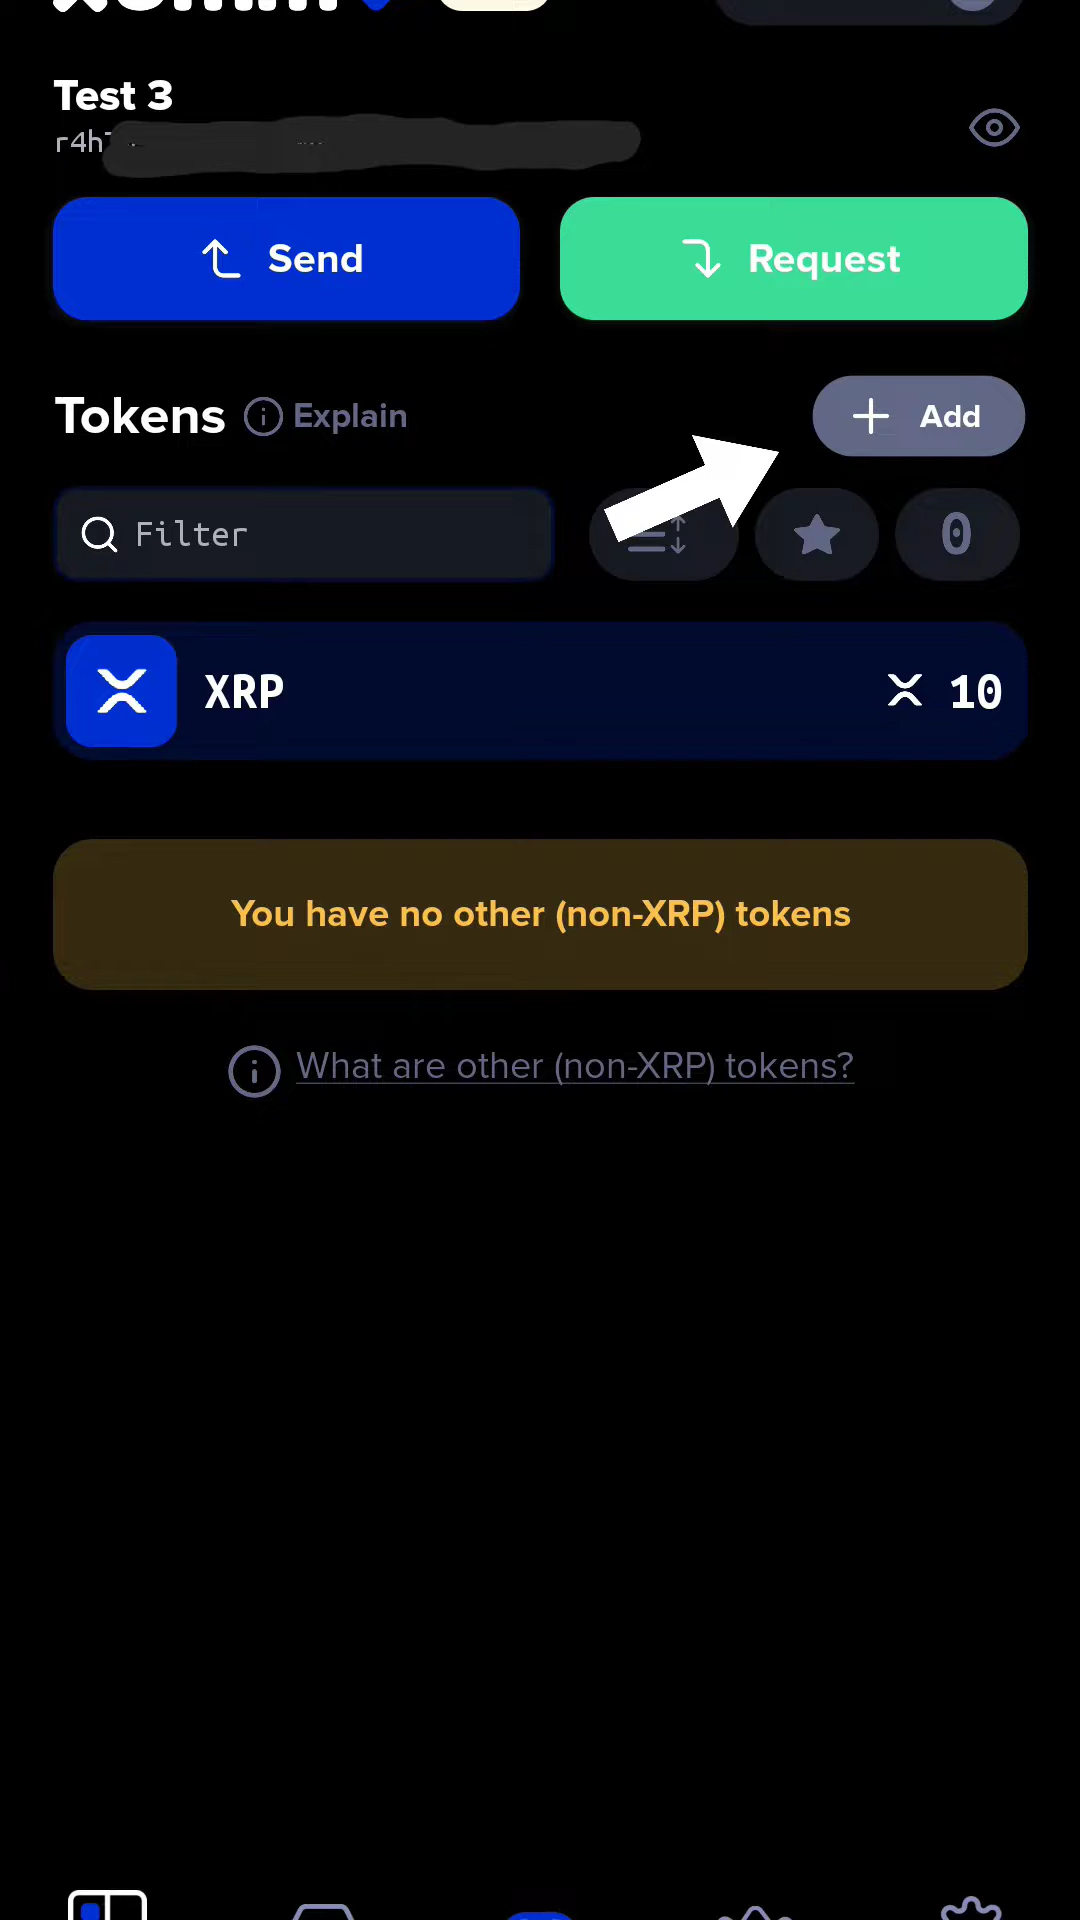 Test 3
r4h
Send
Request
Tokens Explain
Add
Filter
0
XRP
10
You have no other (non-XRP) tokens
What are other (non-XRP) tokens?